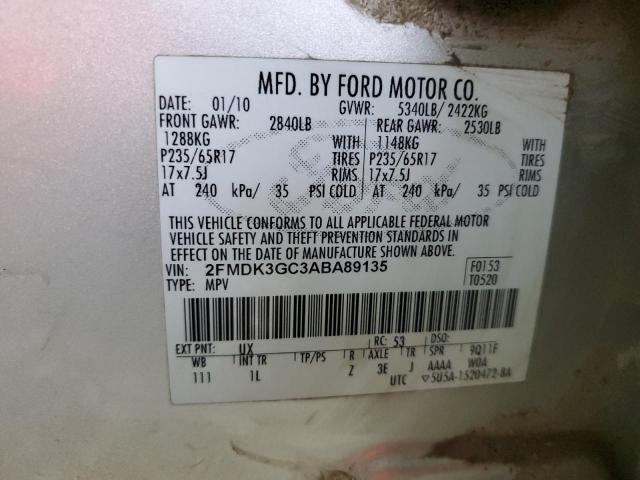 MFD. BY FORD MOTOR CO.
DATE: 01/10 GVWR: 5340LB/ 2422KG
FRONT GAWR: 2840LB REAR GAWR: 2530LB
1288KG WITH 1148KG WITH
P235/65R17 TIRES P235/65R17 TIRES
17x7.5J RIMS 17x7.5J RIMS
AT 240 kPa/ 35 PSI COLD AT 240 kPa/ 35 PSI COLD
THIS VEHICLE CONFORMS TO ALL APPLICABLE FEDERAL MOTOR
VEHICLE SAFETY AND THEFT PREVENTION STANDARDS IN
EFFECT ON THE DATE OF MANUFACTURE SHOWN ABOVE.
VIN: 2FMDK3GC3ABA89135 F0153
TYPE: MPV T0520
EXT PNT: UX RC: 53 DSO:
WB INT TR TP/PS R AXLE TR SPR 9Q11F
111 1L Z 3E J AAAA W0A
UTC ▽5U5A-1520472-BA